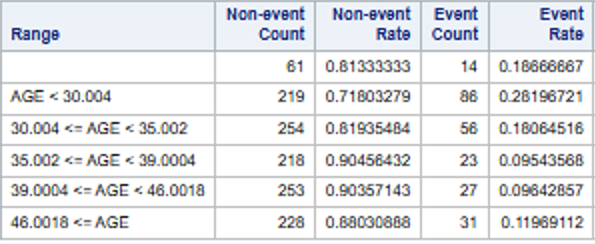 Range Non-event Count Non-event Rate Event Count Event Rate
61 0.81333333 14 0.18666667
AGE < 30.004 219 0.71803279 86 0.28196721
30.004 <= AGE < 35.002 254 0.81935484 56 0.18064516
35.002 <= AGE < 39.0004 218 0.90456432 23 0.09543568
39.0004 <= AGE < 46.0018 253 0.90357143 27 0.09642857
46.0018 <= AGE 228 0.88030888 31 0.11969112